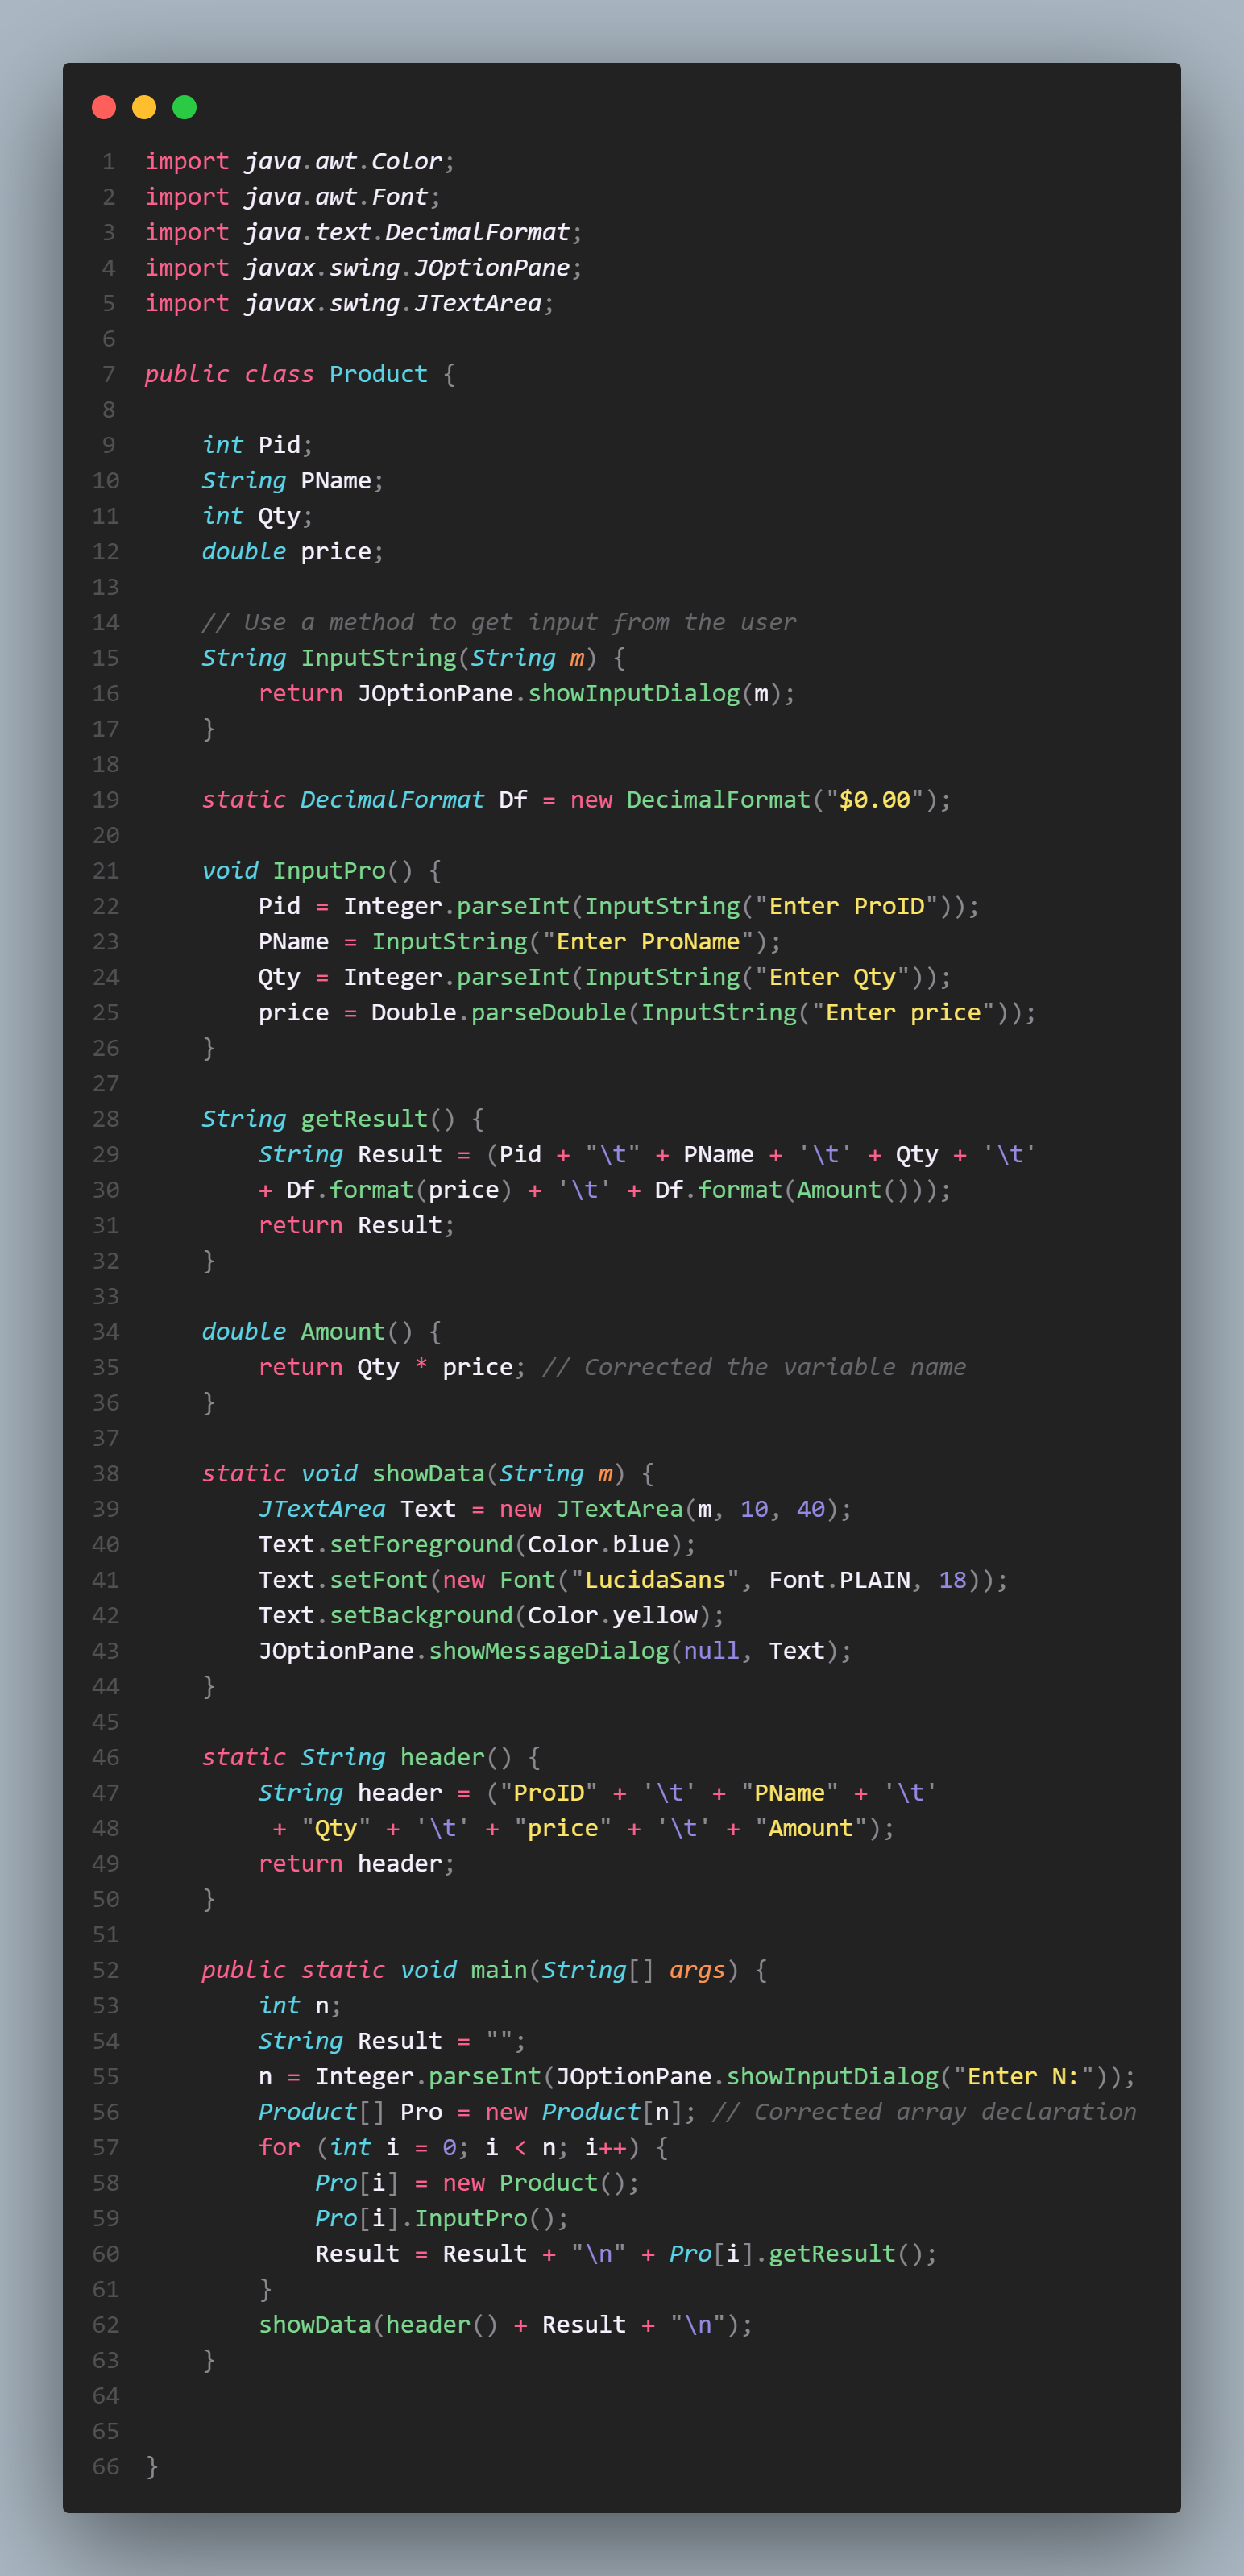 1 import java.awt.Color;
2 import java.awt.Font;
3 import java.text.DecimalFormat;
4 import javax.swing.JOptionPane;
5 import javax.swing.JTextArea;
6
7 public class Product {
8
9     int Pid;
10     String PName;
11     int Qty;
12     double price;
13
14     // Use a method to get input from the user
15     String InputString(String m) {
16         return JOptionPane.showInputDialog(m);
17     }
18
19     static DecimalFormat Df = new DecimalFormat("$0.00");
20
21     void InputPro() {
22         Pid = Integer.parseInt(InputString("Enter ProID"));
23         PName = InputString("Enter ProName");
24         Qty = Integer.parseInt(InputString("Enter Qty"));
25         price = Double.parseDouble(InputString("Enter price"));
26     }
27
28     String getResult() {
29         String Result = (Pid + "\t" + PName + '\t' + Qty + '\t'
30         + Df.format(price) + '\t' + Df.format(Amount()));
31         return Result;
32     }
33
34     double Amount() {
35         return Qty * price; // Corrected the variable name
36     }
37
38     static void showData(String m) {
39         JTextArea Text = new JTextArea(m, 10, 40);
40         Text.setForeground(Color.blue);
41         Text.setFont(new Font("LucidaSans", Font.PLAIN, 18));
42         Text.setBackground(Color.yellow);
43         JOptionPane.showMessageDialog(null, Text);
44     }
45
46     static String header() {
47         String header = ("ProID" + '\t' + "PName" + '\t'
48          + "Qty" + '\t' + "price" + '\t' + "Amount");
49         return header;
50     }
51
52     public static void main(String[] args) {
53         int n;
54         String Result = "";
55         n = Integer.parseInt(JOptionPane.showInputDialog("Enter N:"));
56         Product[] Pro = new Product[n]; // Corrected array declaration
57         for (int i = 0; i < n; i++) {
58             Pro[i] = new Product();
59             Pro[i].InputPro();
60             Result = Result + "\n" + Pro[i].getResult();
61         }
62         showData(header() + Result + "\n");
63     }
64
65
66 }